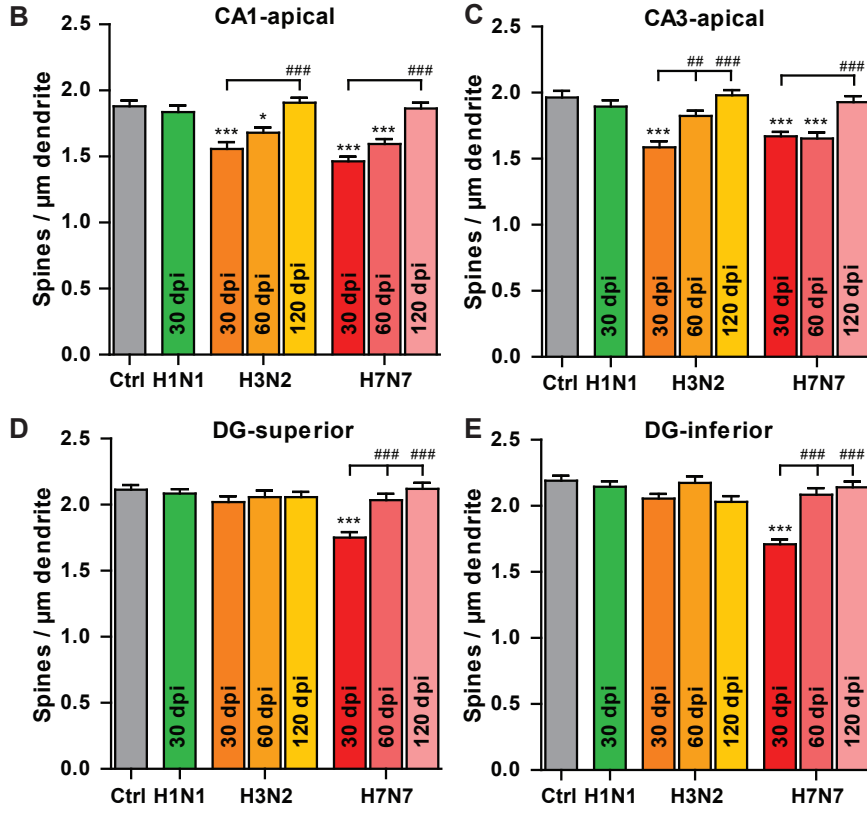 B CA1-apical
Spines / µm dendrite
2.5
2.0
1.5
1.0
0.5
0.0
### ###
*** * *** ***
30 dpi 30 dpi 60 dpi 120 dpi 30 dpi 60 dpi 120 dpi
Ctrl H1N1 H3N2 H7N7
C CA3-apical
Spines / µm dendrite
2.5
2.0
1.5
1.0
0.5
0.0
## ### ###
*** *** ***
30 dpi 30 dpi 60 dpi 120 dpi 30 dpi 60 dpi 120 dpi
Ctrl H1N1 H3N2 H7N7
D DG-superior
Spines / µm dendrite
2.5
2.0
1.5
1.0
0.5
0.0
### ###
***
30 dpi 30 dpi 60 dpi 120 dpi 30 dpi 60 dpi 120 dpi
Ctrl H1N1 H3N2 H7N7
E DG-inferior
Spines / µm dendrite
2.5
2.0
1.5
1.0
0.5
0.0
### ###
***
30 dpi 30 dpi 60 dpi 120 dpi 30 dpi 60 dpi 120 dpi
Ctrl H1N1 H3N2 H7N7